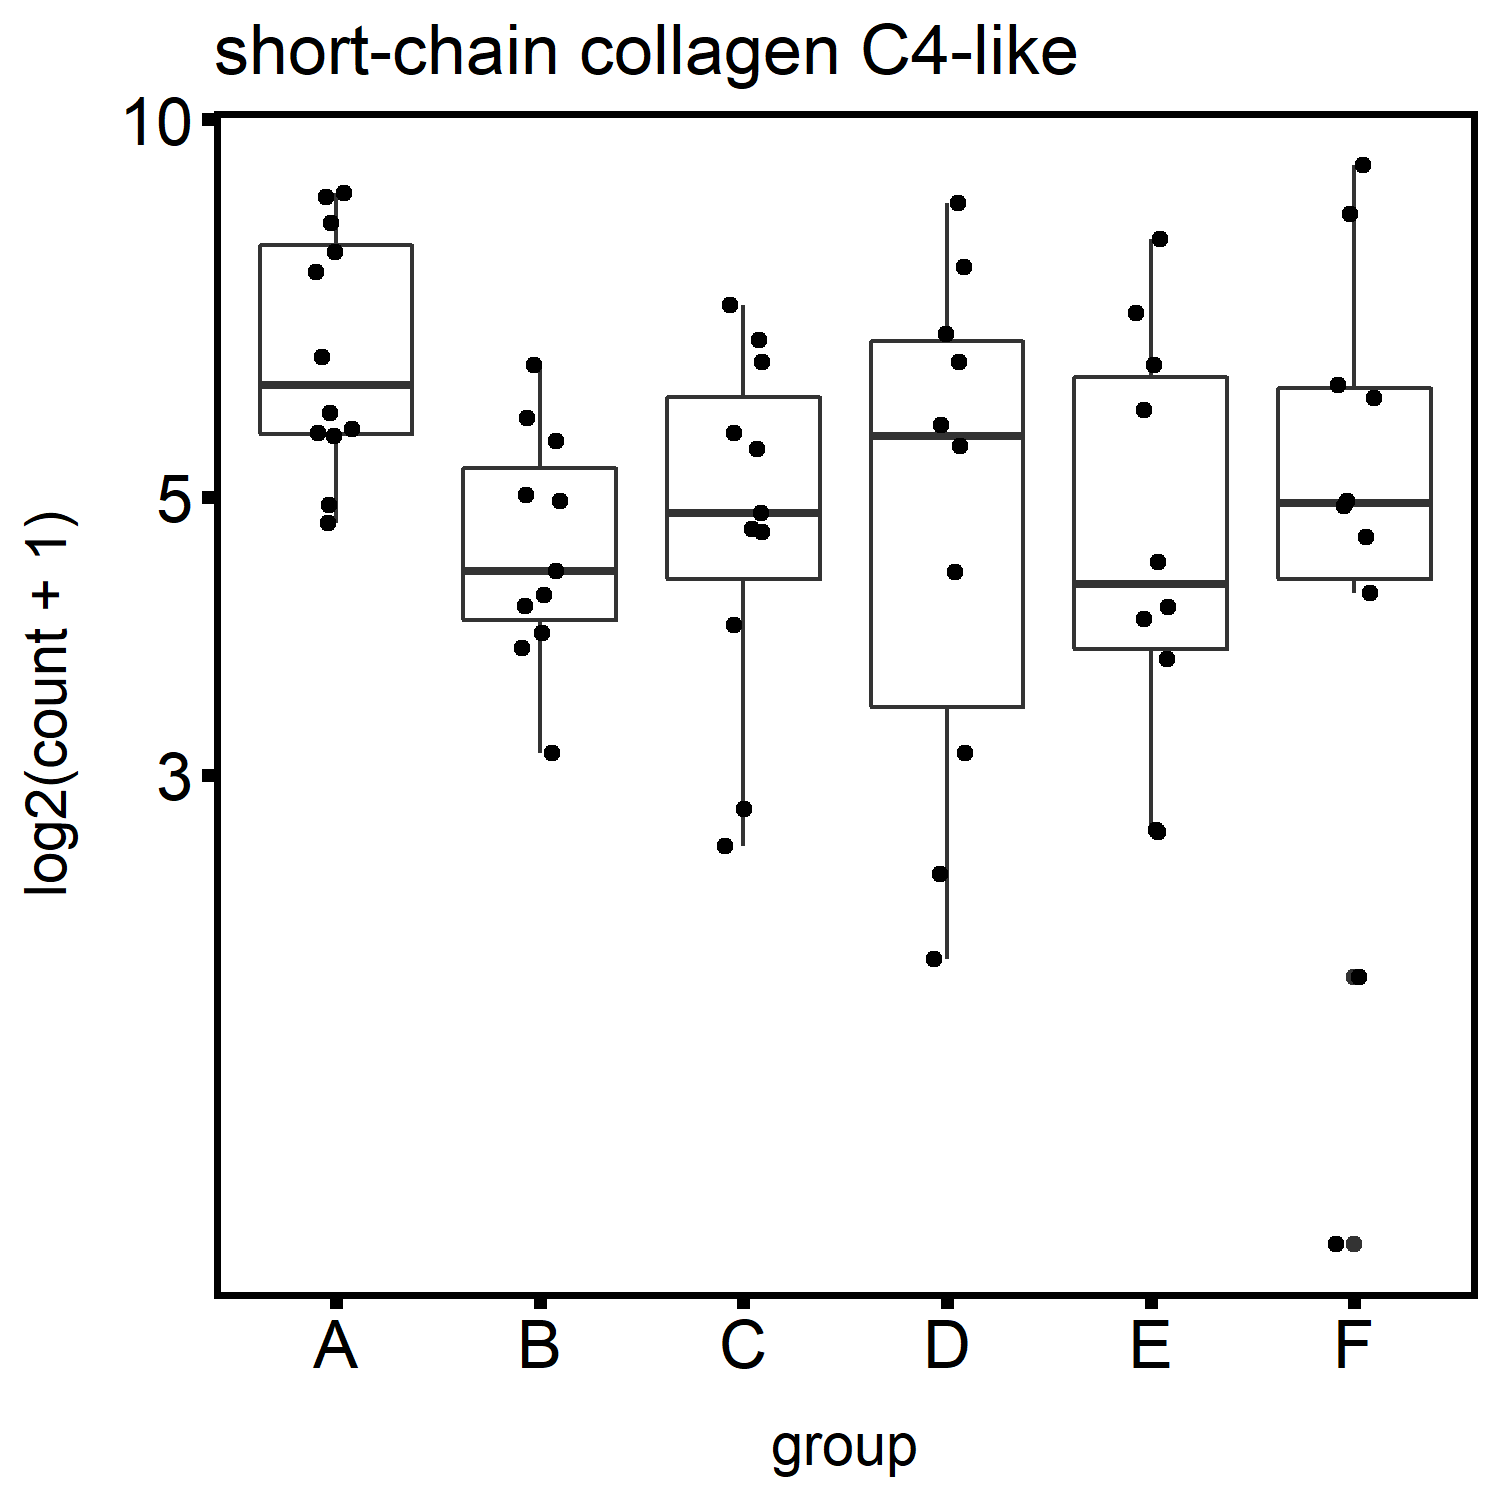 short-chain collagen C4-like
10
5
3
log2(count + 1)
A B C D E F
group